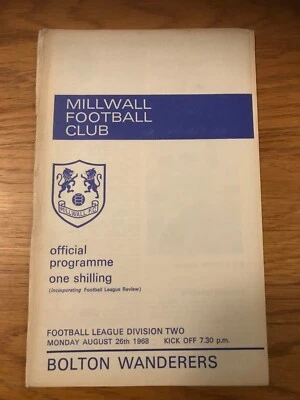 MILLWALL
FOOTBALL
CLUB
MILLWALL F.C.
official
programme
one shilling
(Incorporating Football League Review)
FOOTBALL LEAGUE DIVISION TWO
MONDAY AUGUST 26th 1968 KICK OFF 7.30 p.m.
BOLTON WANDERERS